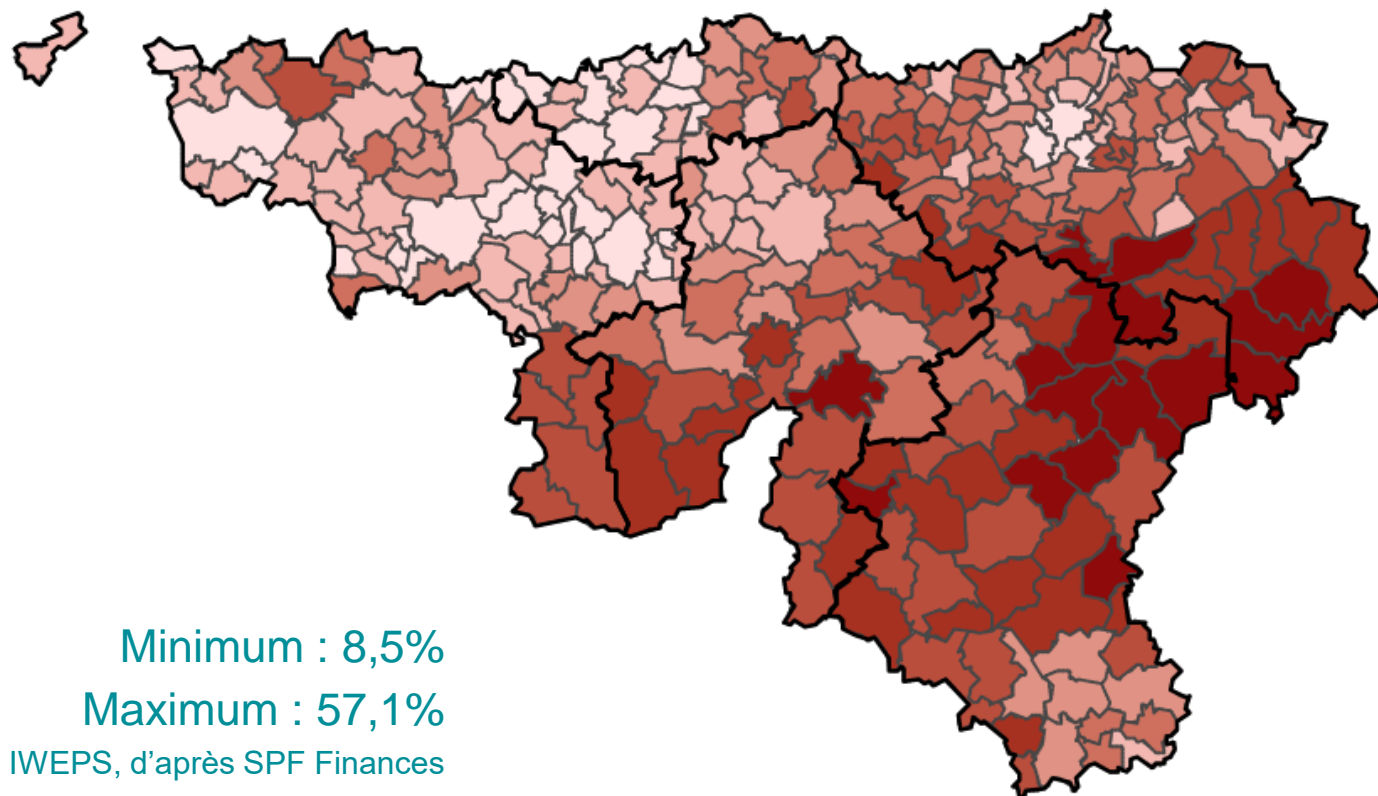 Minimum : 8,5%
Maximum : 57,1%
IWEPS, d’après SPF Finances